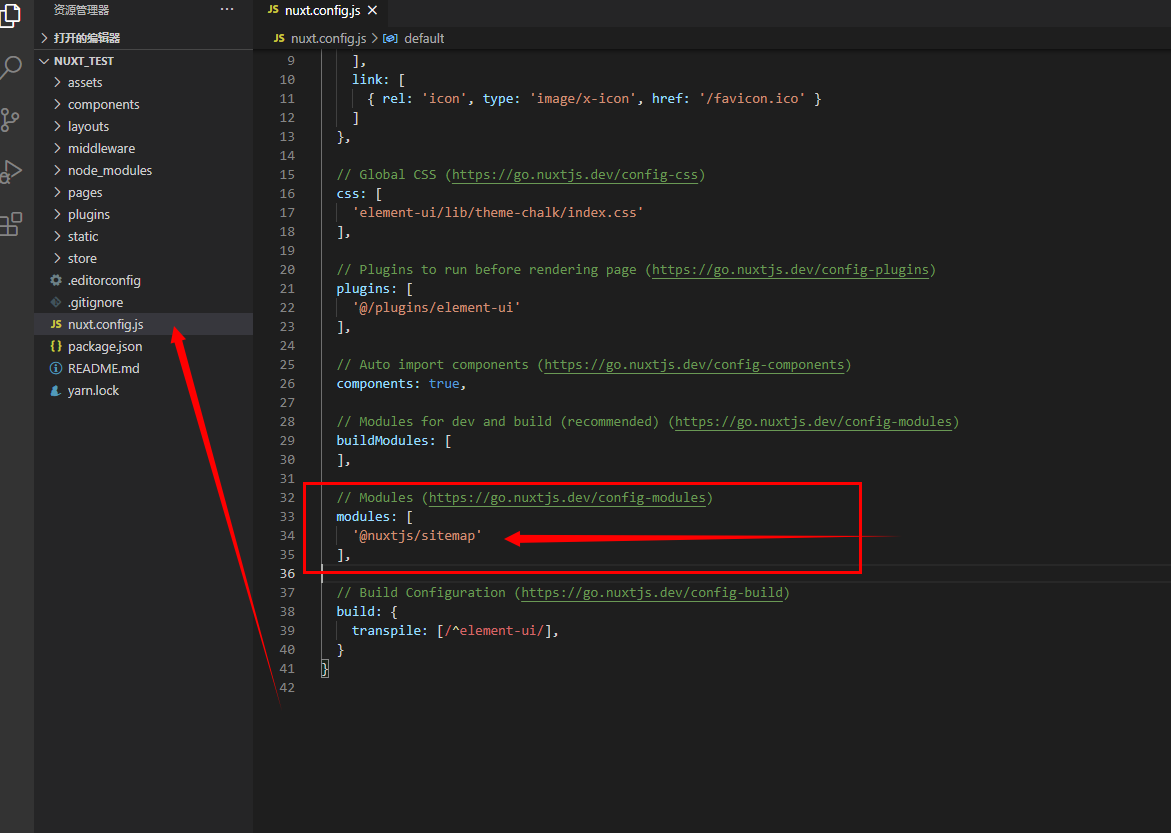 资源管理器
···
打开的编辑器
NUXT_TEST
assets
components
layouts
middleware
node_modules
pages
plugins
static
store
.editorconfig
.gitignore
JS nuxt.config.js
{} package.json
README.md
yarn.lock
JS nuxt.config.js ×
JS nuxt.config.js > default
9 ],
10 link: [
11 { rel: 'icon', type: 'image/x-icon', href: '/favicon.ico' }
12 ]
13 },
14
15 // Global CSS (https://go.nuxtjs.dev/config-css)
16 css: [
17 'element-ui/lib/theme-chalk/index.css'
18 ],
19
20 // Plugins to run before rendering page (https://go.nuxtjs.dev/config-plugins)
21 plugins: [
22 '@/plugins/element-ui'
23 ],
24
25 // Auto import components (https://go.nuxtjs.dev/config-components)
26 components: true,
27
28 // Modules for dev and build (recommended) (https://go.nuxtjs.dev/config-modules)
29 buildModules: [
30 ],
31
32 // Modules (https://go.nuxtjs.dev/config-modules)
33 modules: [
34 '@nuxtjs/sitemap'
35 ],
36
37 // Build Configuration (https://go.nuxtjs.dev/config-build)
38 build: {
39 transpile: [/^element-ui/],
40 }
41 }
42